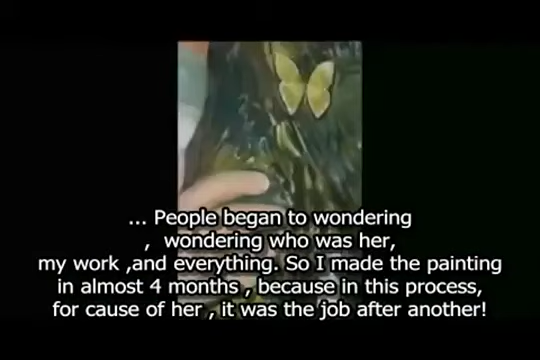 ... People began to wondering
, wondering who was her,
my work ,and everything. So I made the painting
in almost 4 months , because in this process,
for cause of her , it was the job after another!